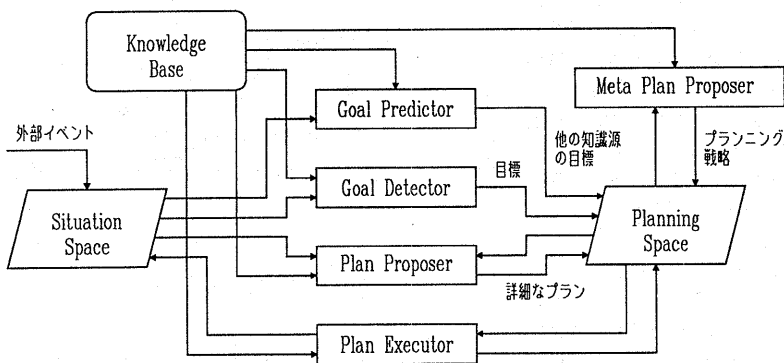 Knowledge
Base
Meta Plan Proposer
Goal Predictor
外部イベント
他の知識源
の目標
プランニング
戦略
目標
Goal Detector
Situation
Space
Planning
Space
Plan Proposer
詳細なプラン
Plan Executor